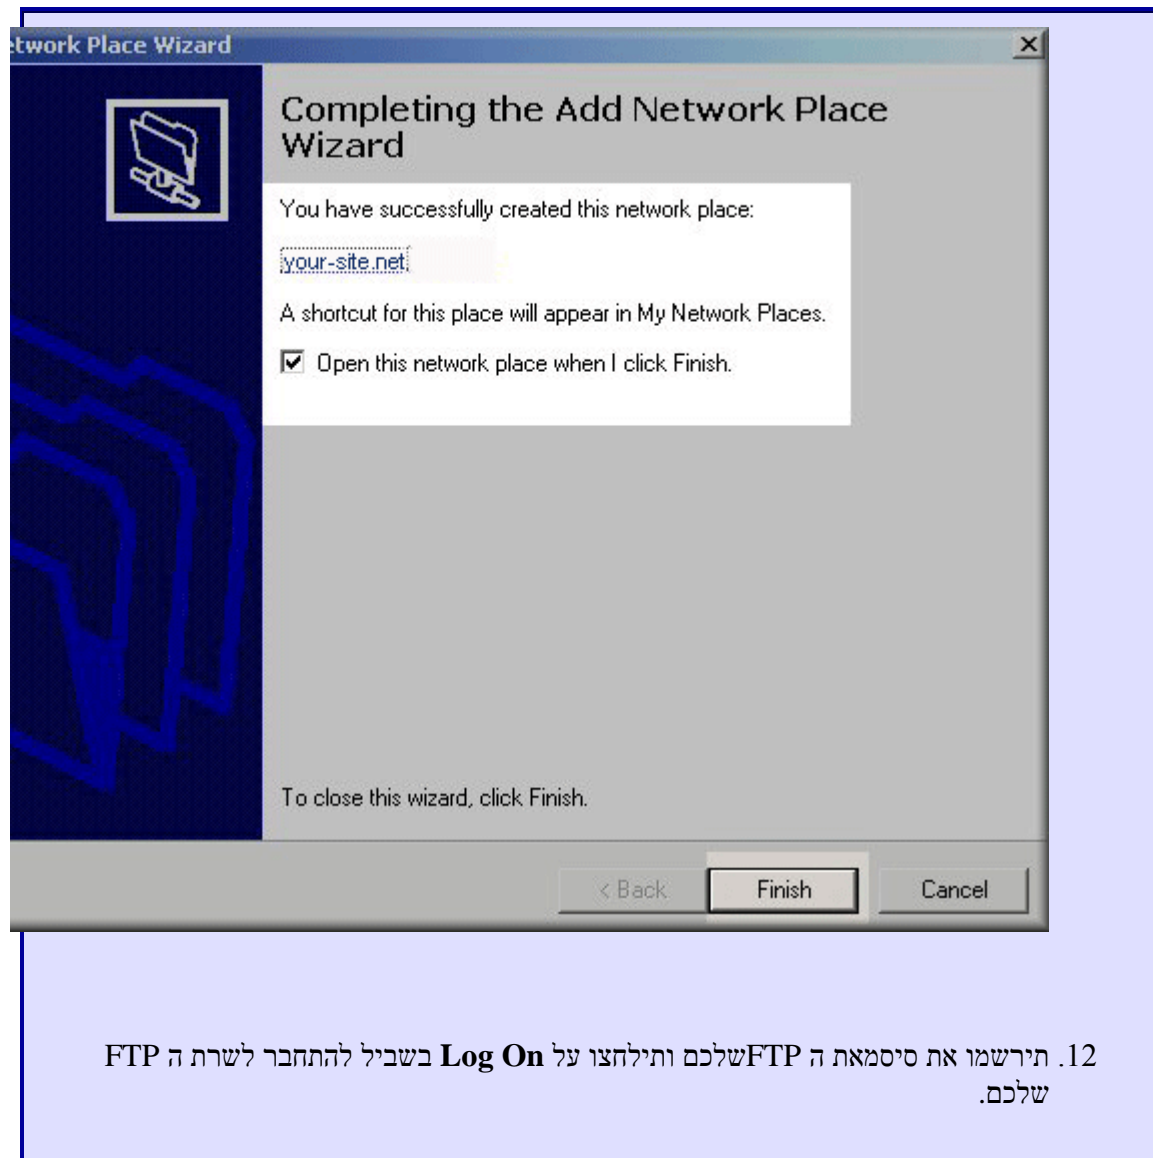 twork Place Wizard
Completing the Add Network Place
Wizard
You have successfully created this network place:
your-site.net
A shortcut for this place will appear in My Network Places.
Open this network place when I click Finish.
To close this wizard, click Finish.
< Back
Finish
Cancel
12. תירשמו את סיסמאת ה FTPשלכם ותילחצו על Log On בשביל להתחבר לשרת ה FTP
שלכם.